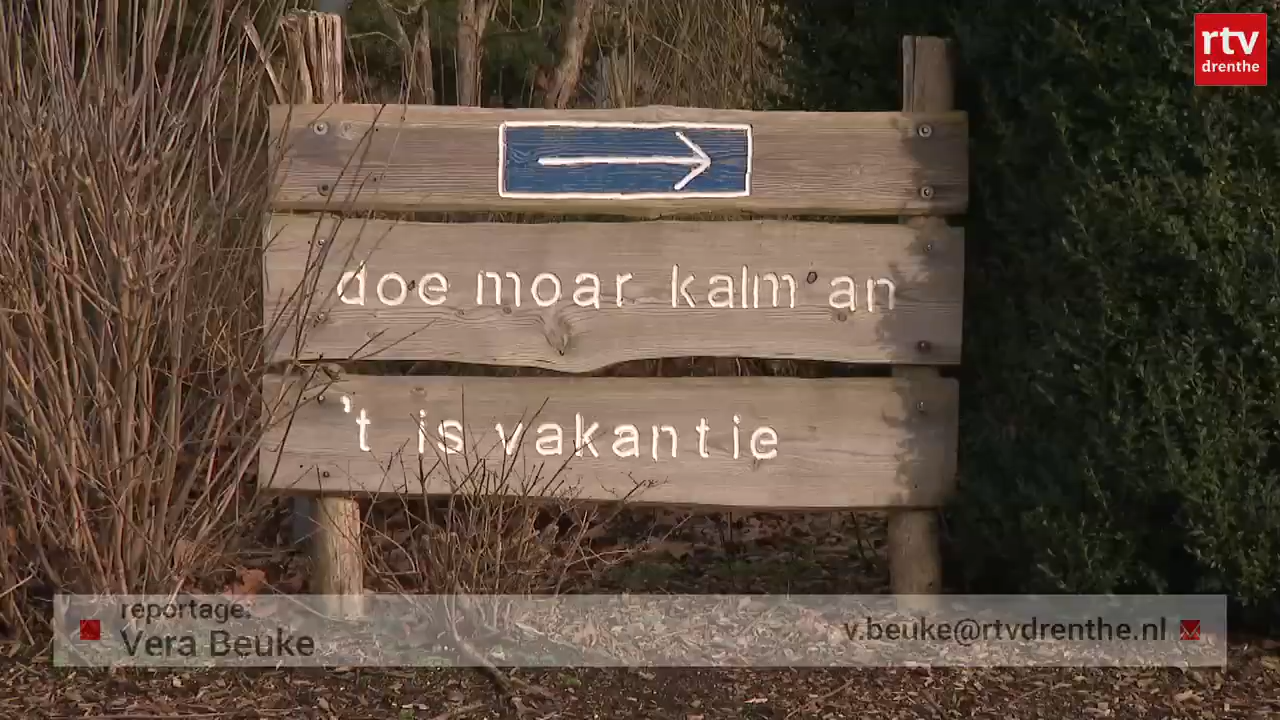 rtv
drenthe
doe moar kalm an
't is vakantie
reportage:
Vera Beuke
v.beuke@rtvdrenthe.nl